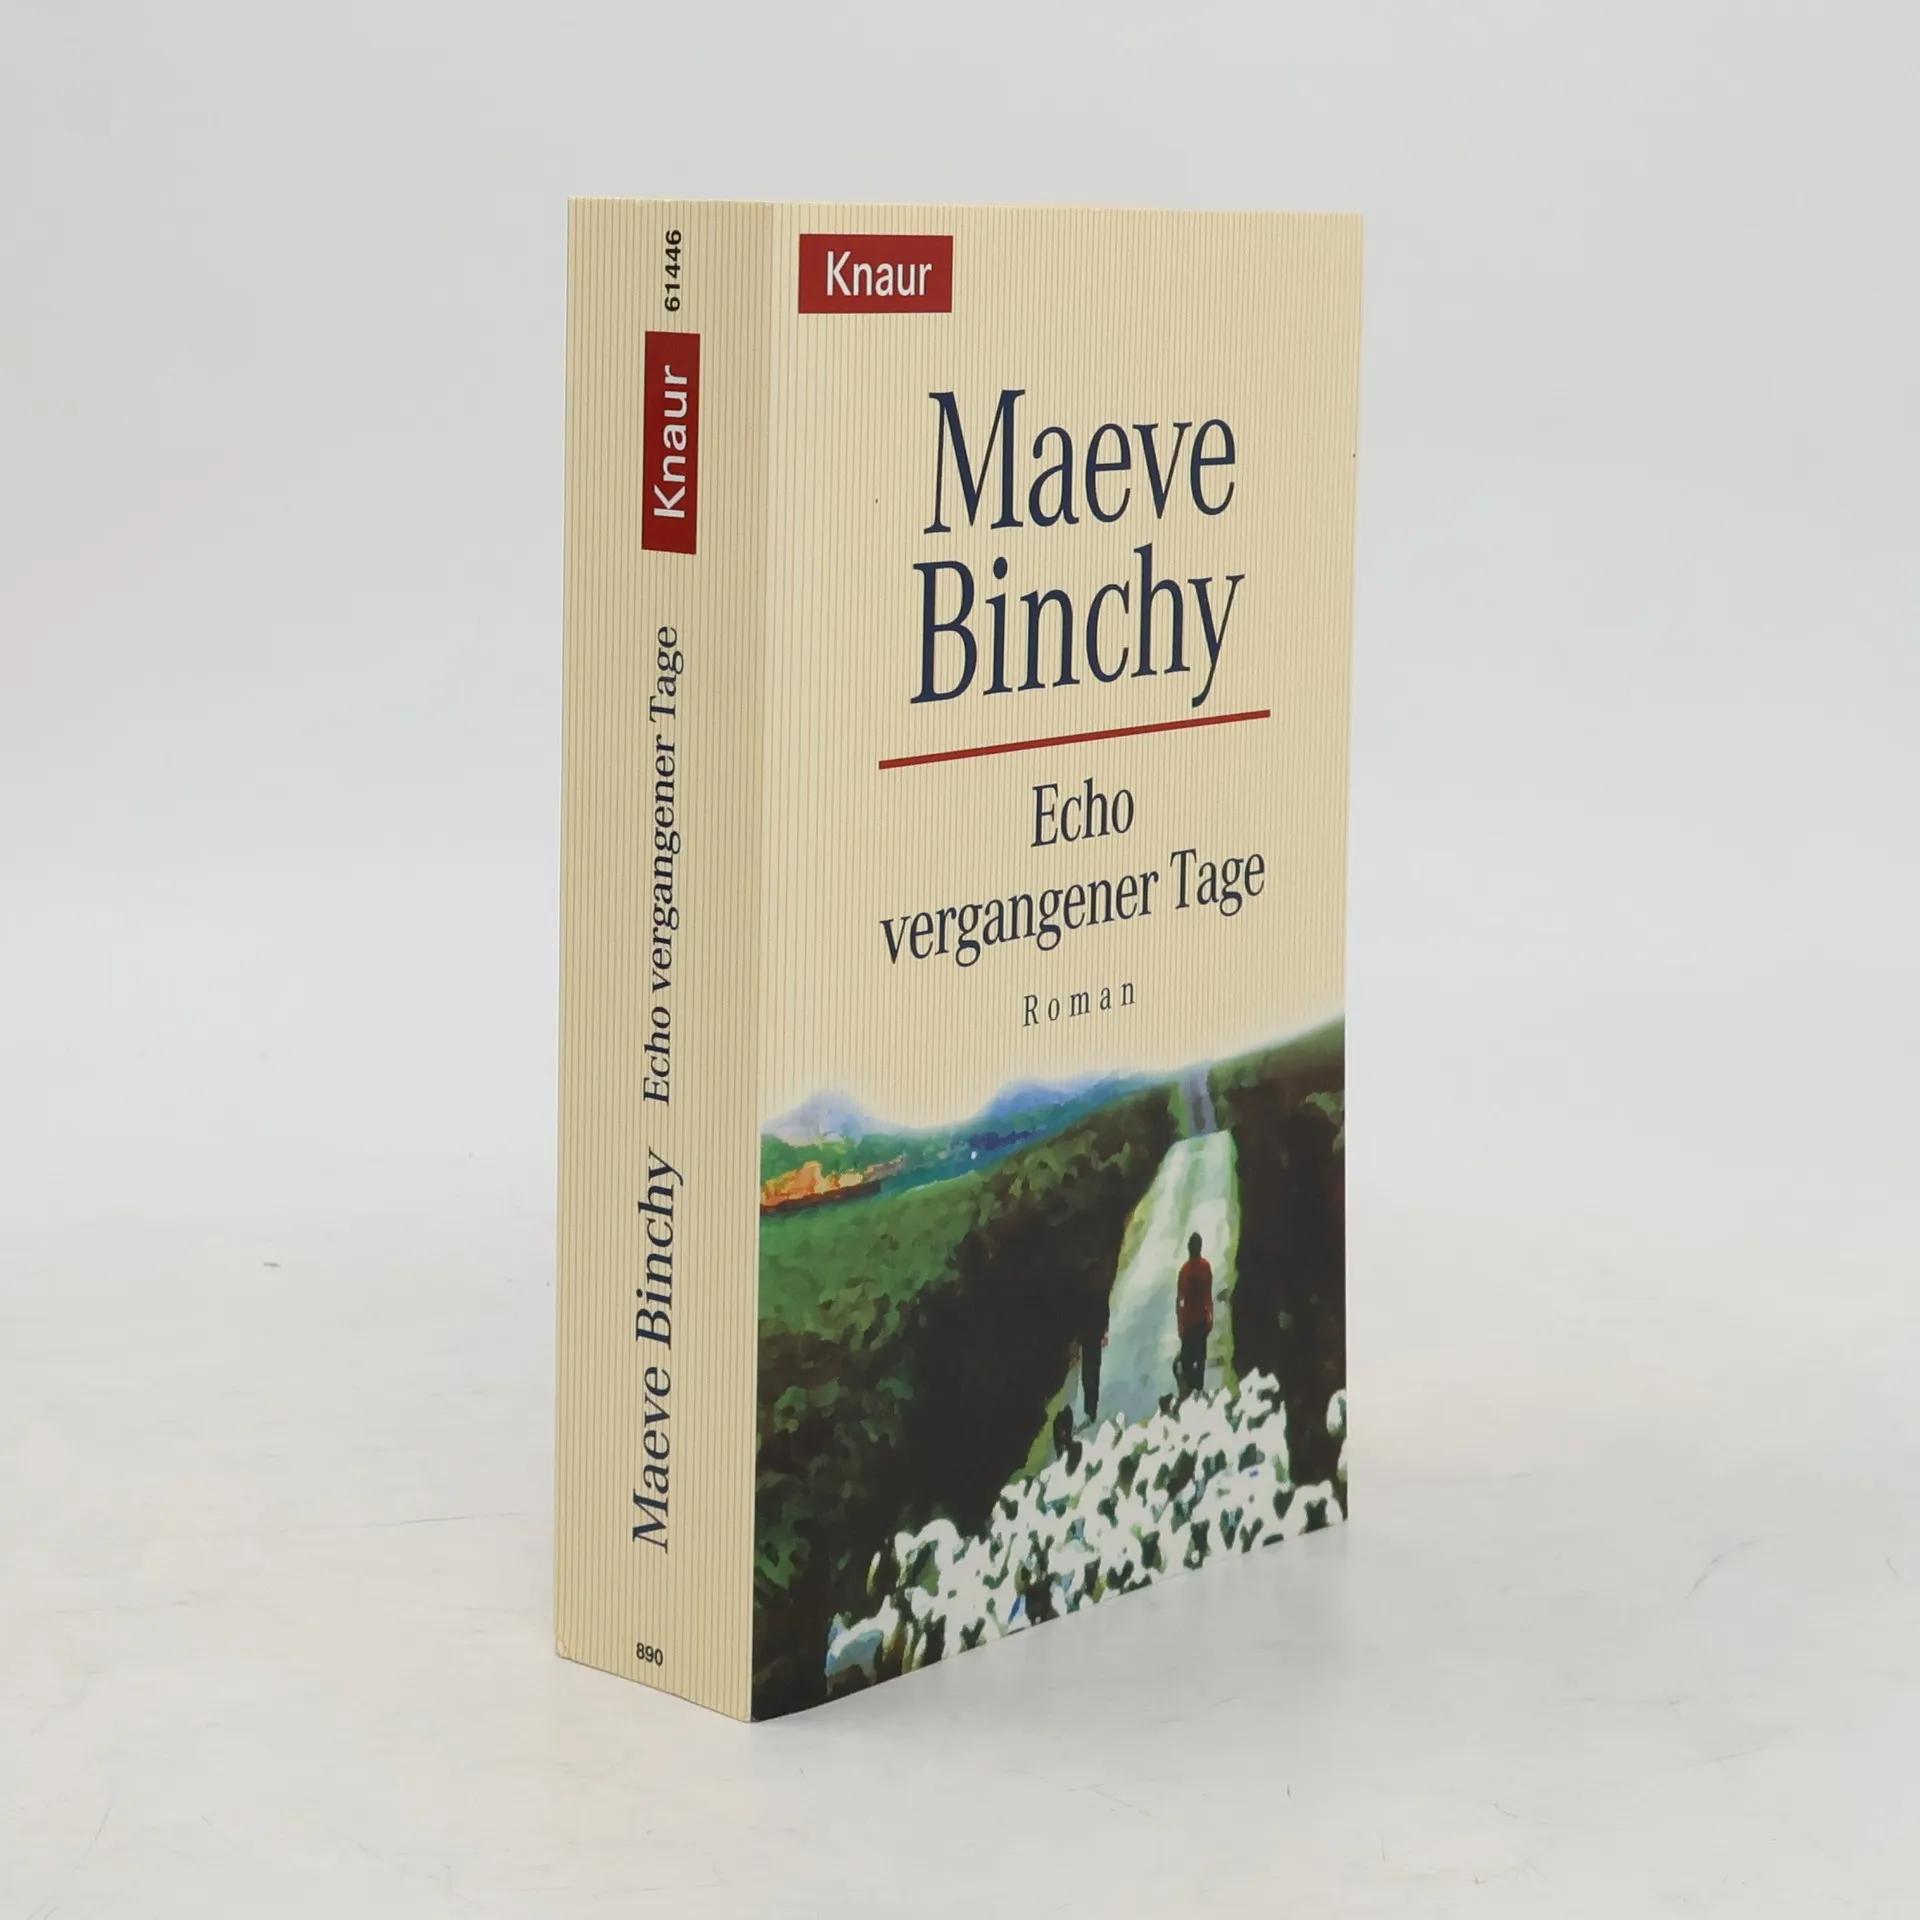 61446
Knaur
Maeve Binchy Echo vergangener Tage
890
Knaur
Maeve
Binchy
Echo
vergangener Tage
Roman